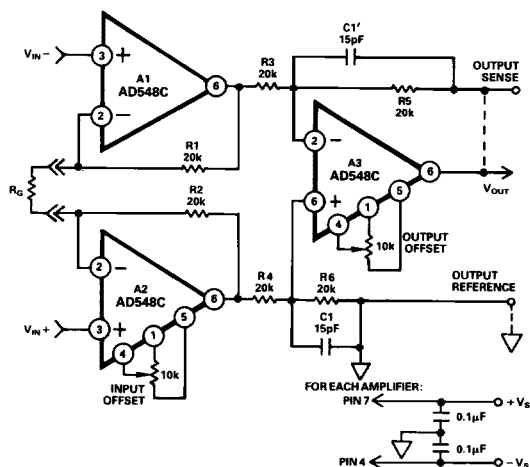 C1'
15pF
VIN−
3
+
A1
AD548C
6
R3
20k
OUTPUT
SENSE
2
−
R5
20k
R1
20k
RG
R2
20k
2
−
A3
AD548C
6
VOUT
6
+
5
4
1
10k
OUTPUT
OFFSET
2
−
A2
AD548C
6
R4
20k
R6
20k
OUTPUT
REFERENCE
VIN+
3
+
5
1
4
10k
INPUT
OFFSET
C1
15pF
FOR EACH AMPLIFIER:
PIN 7
+VS
0.1µF
0.1µF
PIN 4
−VS